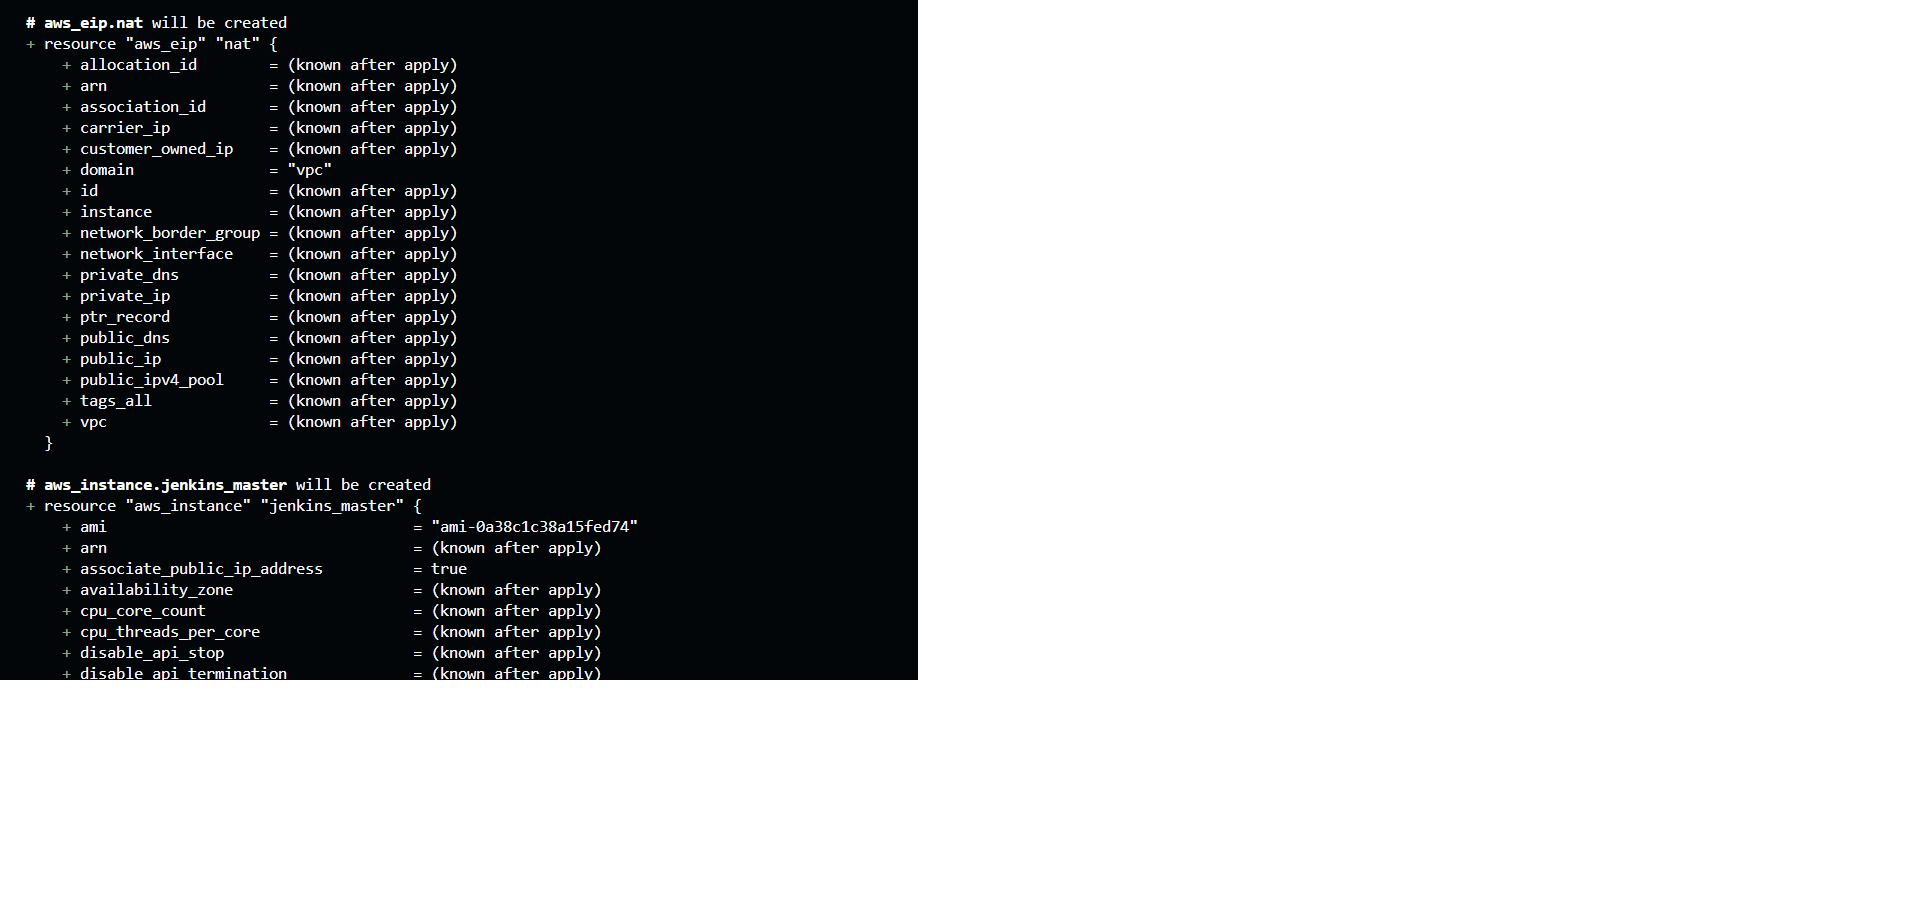 # aws_eip.nat will be created
+ resource "aws_eip" "nat" {
+ allocation_id = (known after apply)
+ arn = (known after apply)
+ association_id = (known after apply)
+ carrier_ip = (known after apply)
+ customer_owned_ip = (known after apply)
+ domain = "vpc"
+ id = (known after apply)
+ instance = (known after apply)
+ network_border_group = (known after apply)
+ network_interface = (known after apply)
+ private_dns = (known after apply)
+ private_ip = (known after apply)
+ ptr_record = (known after apply)
+ public_dns = (known after apply)
+ public_ip = (known after apply)
+ public_ipv4_pool = (known after apply)
+ tags_all = (known after apply)
+ vpc = (known after apply)
}
# aws_instance.jenkins_master will be created
+ resource "aws_instance" "jenkins_master" {
+ ami = "ami-0a38c1c38a15fed74"
+ arn = (known after apply)
+ associate_public_ip_address = true
+ availability_zone = (known after apply)
+ cpu_core_count = (known after apply)
+ cpu_threads_per_core = (known after apply)
+ disable_api_stop = (known after apply)
+ disable_api_termination = (known after apply)